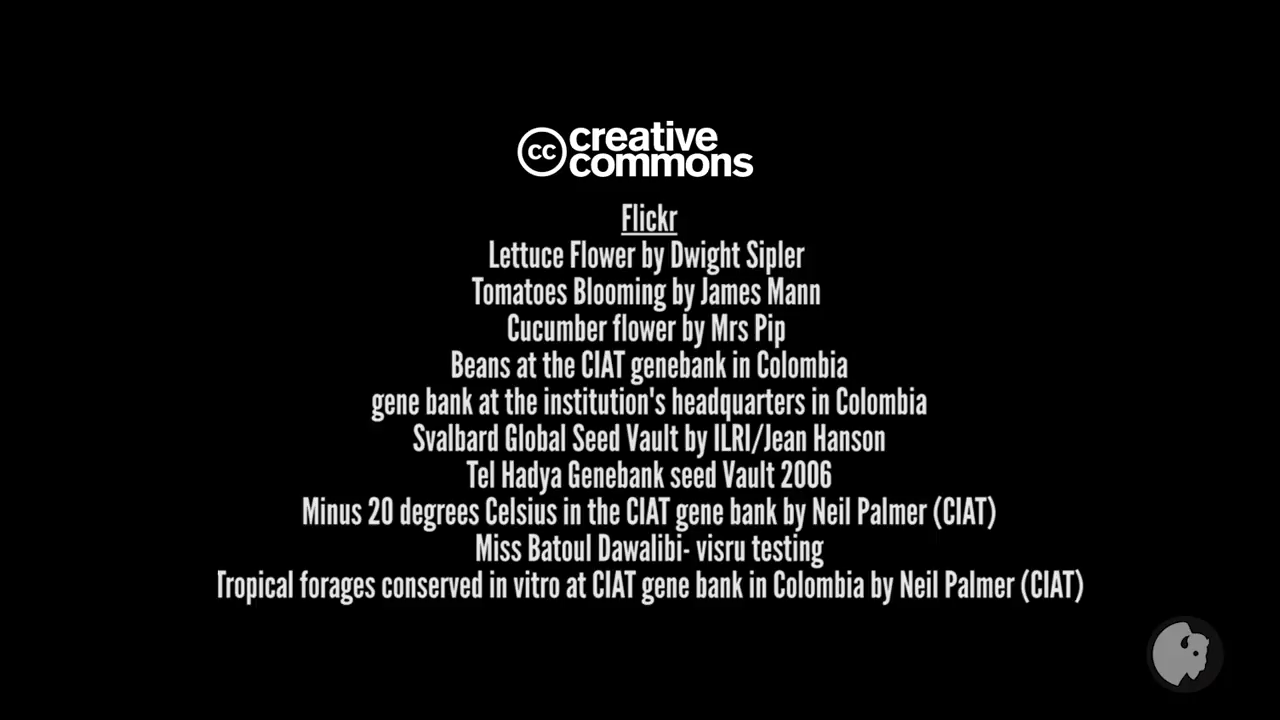 cc creative
commons
Flickr
Lettuce Flower by Dwight Sipler
Tomatoes Blooming by James Mann
Cucumber flower by Mrs Pip
Beans at the CIAT genebank in Colombia
gene bank at the institution's headquarters in Colombia
Svalbard Global Seed Vault by ILRI/Jean Hanson
Tel Hadya Genebank seed Vault 2006
Minus 20 degrees Celsius in the CIAT gene bank by Neil Palmer (CIAT)
Miss Batoul Dawalibi- visru testing
Tropical forages conserved in vitro at CIAT gene bank in Colombia by Neil Palmer (CIAT)